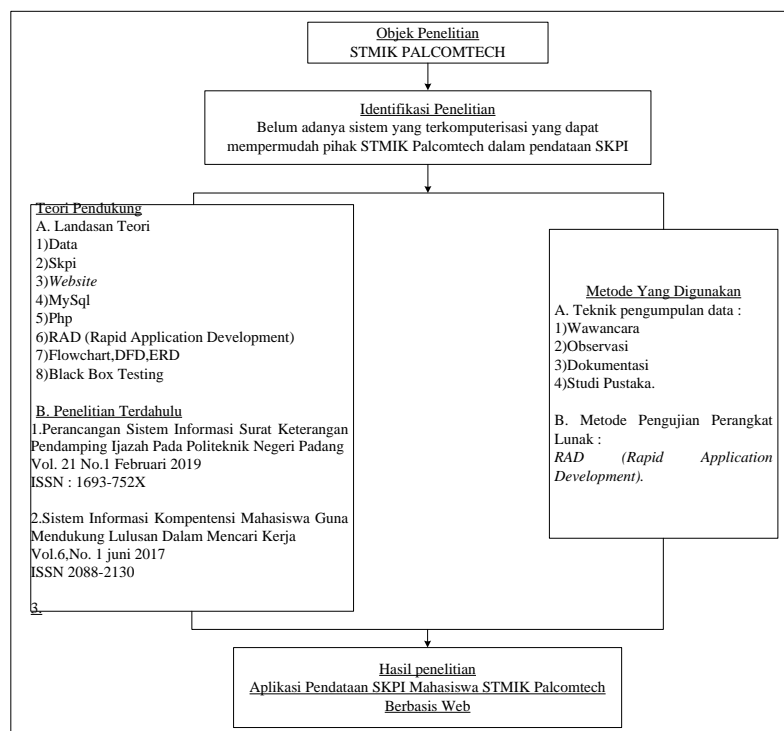 Objek Penelitian
STMIK PALCOMTECH
Identifikasi Penelitian
Belum adanya sistem yang terkomputerisasi yang dapat
mempermudah pihak STMIK Palcomtech dalam pendataan SKPI
Teori Pendukung
A. Landasan Teori
1)Data
2)Skpi
3)Website
4)MySql
5)Php
6)RAD (Rapid Application Development)
7)Flowchart,DFD,ERD
8)Black Box Testing
B. Penelitian Terdahulu
1.Perancangan Sistem Informasi Surat Keterangan
Pendamping Ijazah Pada Politeknik Negeri Padang
Vol. 21 No.1 Februari 2019
ISSN : 1693-752X
2.Sistem Informasi Kompentensi Mahasiswa Guna
Mendukung Lulusan Dalam Mencari Kerja
Vol.6,No. 1 juni 2017
ISSN 2088-2130
3.
Metode Yang Digunakan
A. Teknik pengumpulan data :
1)Wawancara
2)Observasi
3)Dokumentasi
4)Studi Pustaka.
B. Metode Pengujian Perangkat
Lunak :
RAD (Rapid Application
Development).
Hasil penelitian
Aplikasi Pendataan SKPI Mahasiswa STMIK Palcomtech
Berbasis Web